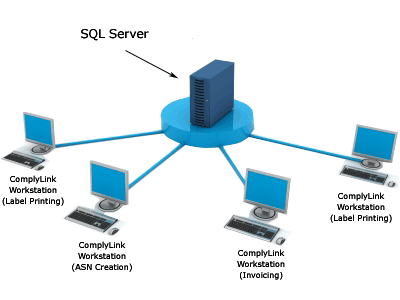 SQL Server
ComplyLink
Workstation
(Label Printing)
ComplyLink
Workstation
(ASN Creation)
ComplyLink
Workstation
(Invoicing)
ComplyLink
Workstation
(Label Printing)